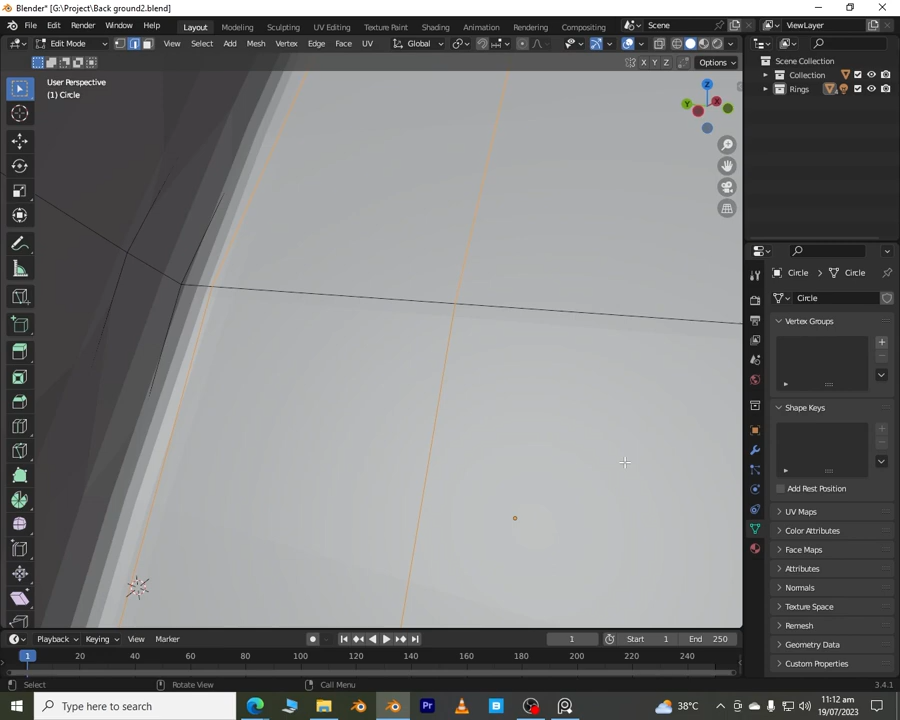 Blender* [G:\Project\Back ground2.blend]
File Edit Render Window Help Layout Modeling Sculpting UV Editing Texture Paint Shading Animation Rendering Compositing Scene ViewLayer
Edit Mode View Select Add Mesh Vertex Edge Face UV Global
X Y Z Options
User Perspective
(1) Circle
Z
Y
X
Scene Collection
Collection
Rings
Circle > Circle
Circle
Vertex Groups
Shape Keys
Add Rest Position
UV Maps
Color Attributes
Face Maps
Attributes
Normals
Texture Space
Remesh
Geometry Data
Custom Properties
Playback Keying View Marker 1 Start 1 End 250
1 20 40 60 80 100 120 140 160 180 200 220 240
Select Rotate View Call Menu 3.4.1
Type here to search Pr B 38°C 11:12 am
19/07/2023